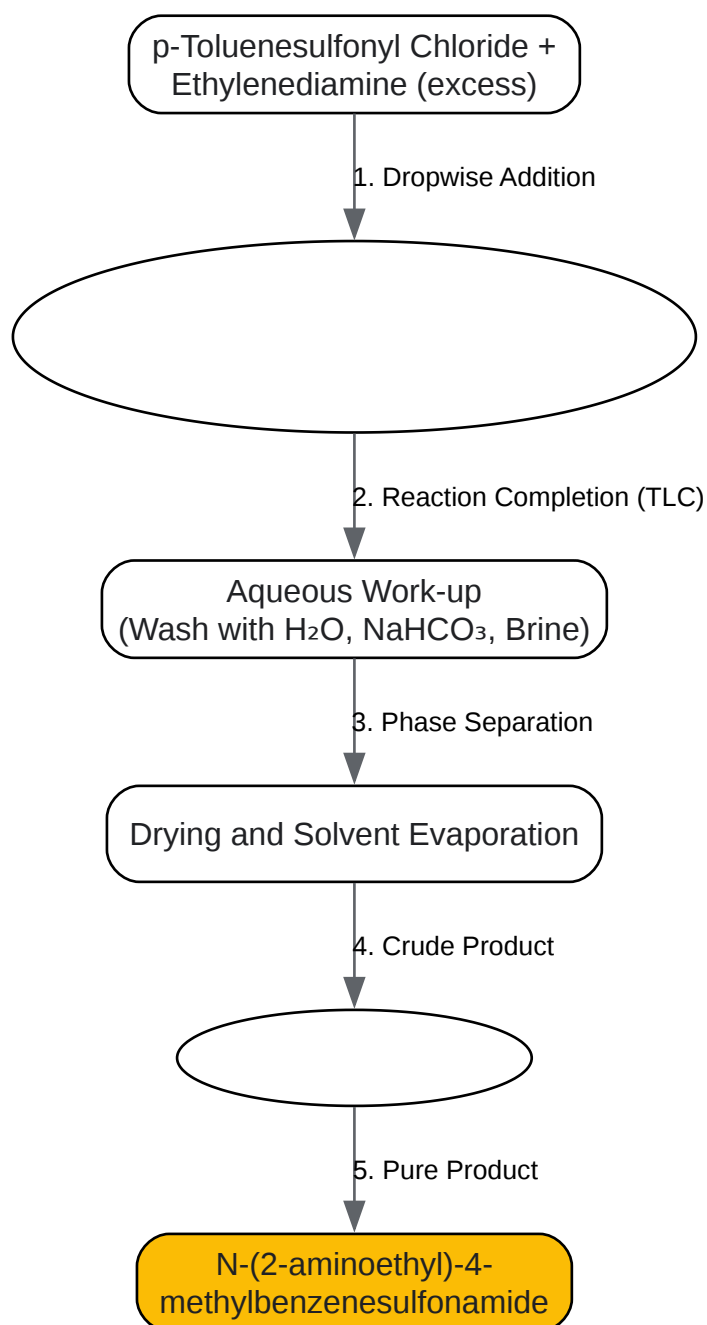 p-Toluenesulfonyl Chloride +
Ethylenediamine (excess)
1. Dropwise Addition
2. Reaction Completion (TLC)
Aqueous Work-up
(Wash with H₂O, NaHCO₃, Brine)
3. Phase Separation
Drying and Solvent Evaporation
4. Crude Product
5. Pure Product
N-(2-aminoethyl)-4-
methylbenzenesulfonamide